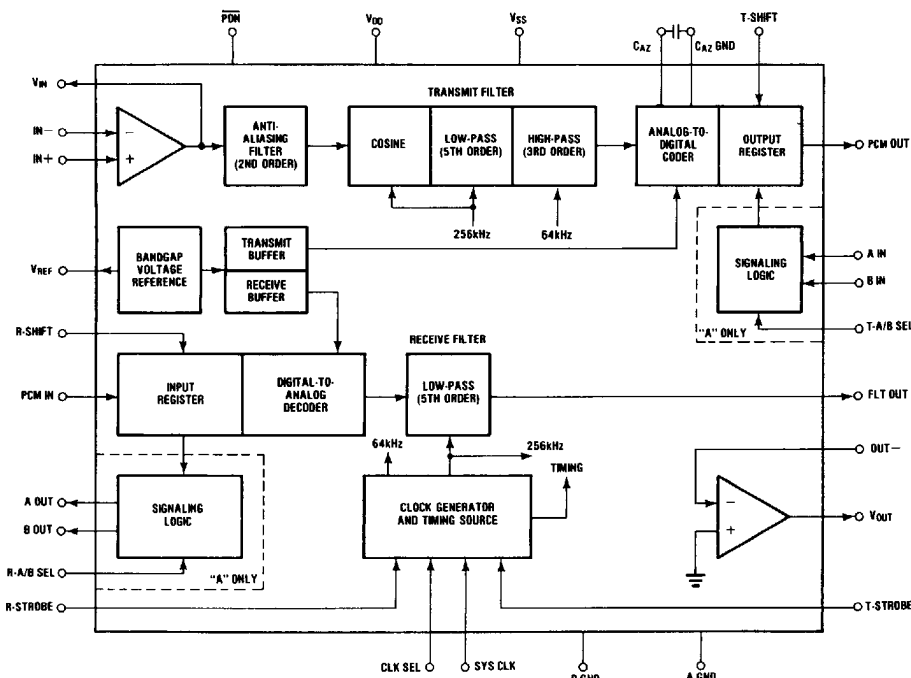 PDN
VDD
VSS
CAZ
CAZ GND
T-SHIFT
VIN
IN−
IN+
−
+
ANTI-
ALIASING
FILTER
(2ND ORDER)
TRANSMIT FILTER
COSINE
LOW-PASS
(5TH ORDER)
HIGH-PASS
(3RD ORDER)
256kHz
64kHz
ANALOG-TO-
DIGITAL
CODER
OUTPUT
REGISTER
PCM OUT
VREF
BANDGAP
VOLTAGE
REFERENCE
TRANSMIT
BUFFER
RECEIVE
BUFFER
SIGNALING
LOGIC
A IN
B IN
"A" ONLY
T-A/B SEL
R-SHIFT
PCM IN
INPUT
REGISTER
DIGITAL-TO-
ANALOG
DECODER
RECEIVE FILTER
LOW-PASS
(5TH ORDER)
FLT OUT
64kHz
256kHz
TIMING
A OUT
B OUT
SIGNALING
LOGIC
R-A/B SEL
"A" ONLY
CLOCK GENERATOR
AND TIMING SOURCE
OUT−
−
+
VOUT
R-STROBE
T-STROBE
CLK SEL
SYS CLK
A GND